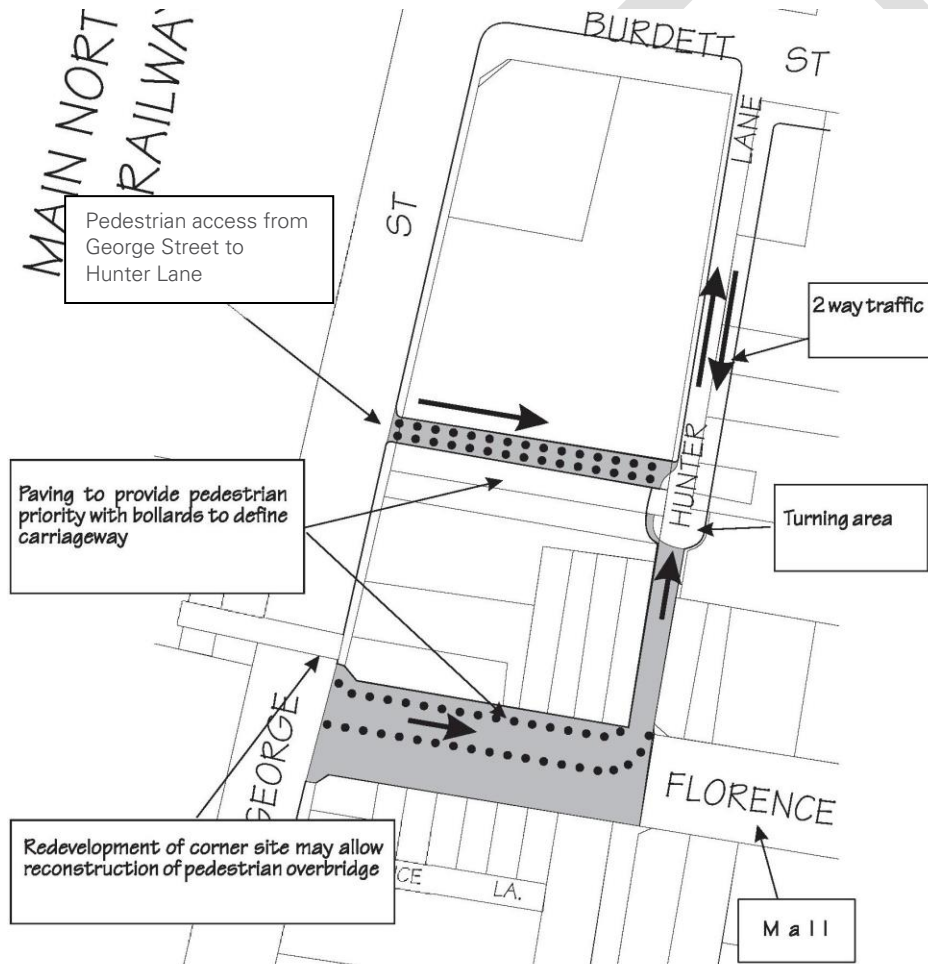 BURDETT
ST
MAIN NORT
RAILWAY
LANE
ST
Pedestrian access from
George Street to
Hunter Lane
2 way traffic
HUNTER
Paving to provide pedestrian
priority with bollards to define
carriageway
Turning area
GEORGE
FLORENCE
Redevelopment of corner site may allow
reconstruction of pedestrian overbridge
CE LA.
Mall